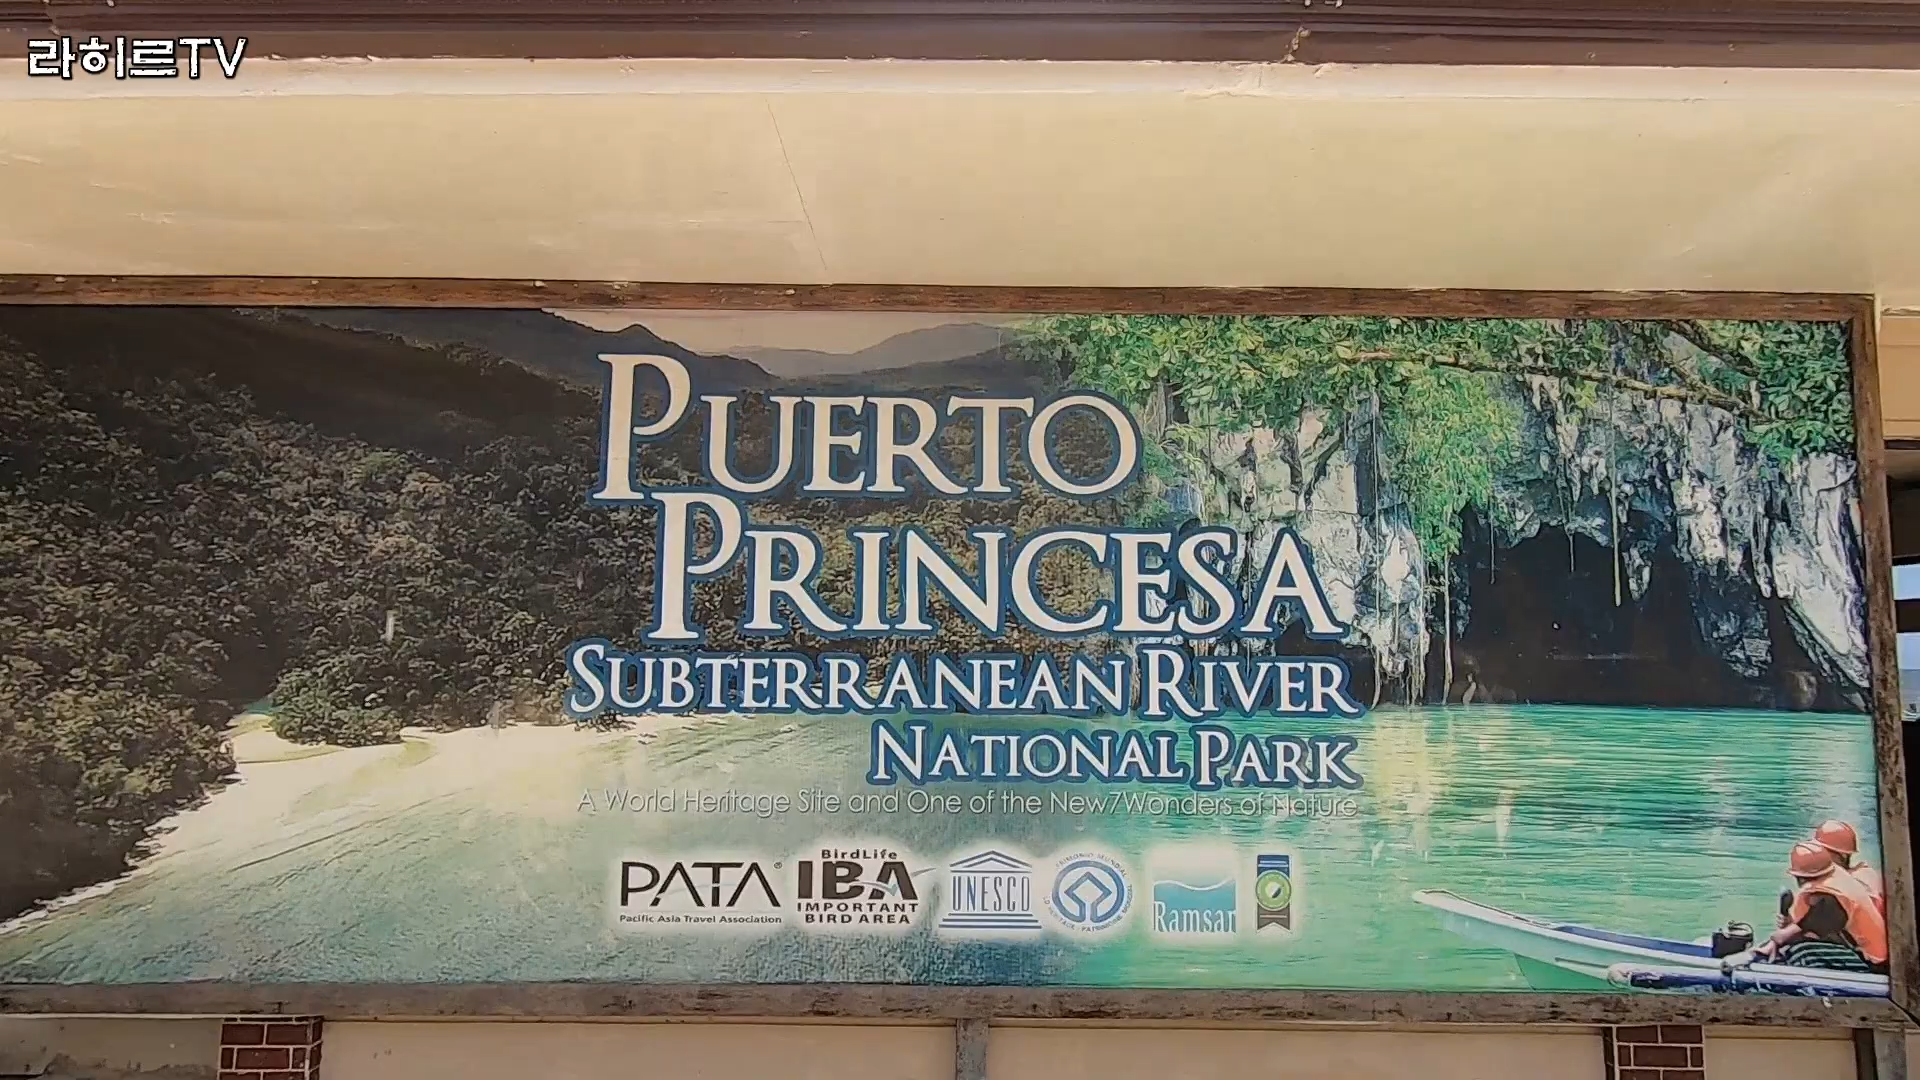 라히르TV
PUERTO
PRINCESA
SUBTERRANEAN RIVER
NATIONAL PARK
A World Heritage Site and One of the New7Wonders of Nature
PATA®
Pacific Asia Travel Association
BirdLife
IBA
IMPORTANT
BIRD AREA
UNESCO
Ramsar